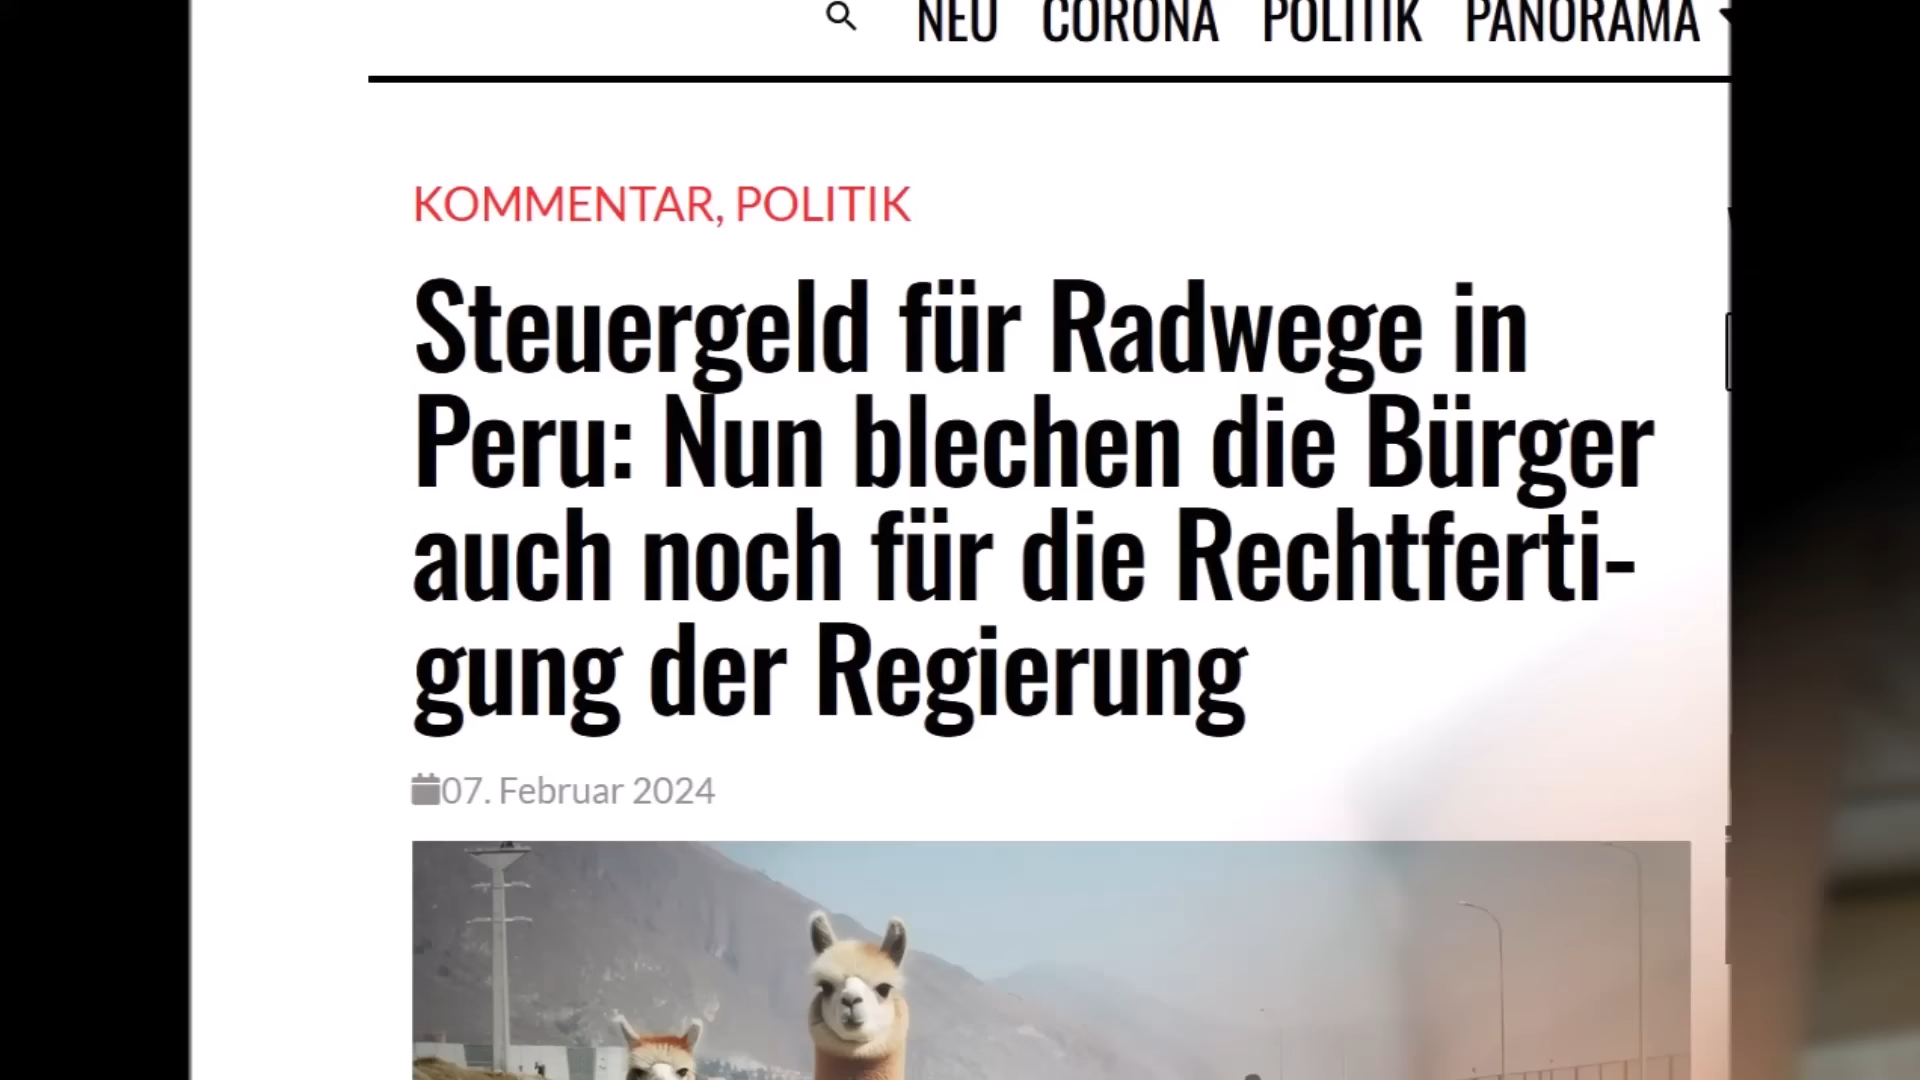 NEU CORONA POLITIK PANORAMA
KOMMENTAR, POLITIK
Steuergeld für Radwege in
Peru: Nun blechen die Bürger
auch noch für die Rechtferti-
gung der Regierung
07. Februar 2024